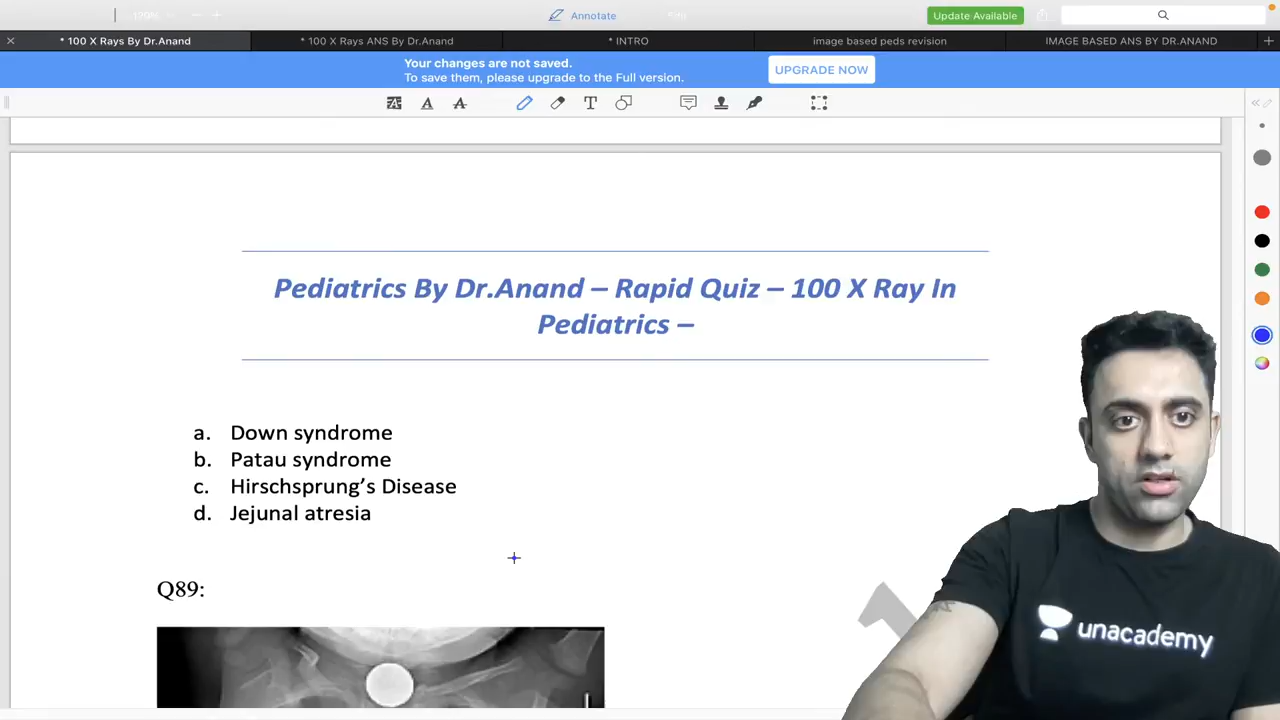 Annotate
Update Available
* 100 X Rays By Dr.Anand
* 100 X Rays ANS By Dr.Anand
* INTRO
image based peds revision
IMAGE BASED ANS BY DR.ANAND
Your changes are not saved.
To save them, please upgrade to the Full version.
UPGRADE NOW
Pediatrics By Dr.Anand – Rapid Quiz – 100 X Ray In
Pediatrics –
a. Down syndrome
b. Patau syndrome
c. Hirschsprung’s Disease
d. Jejunal atresia
Q89:
unacademy